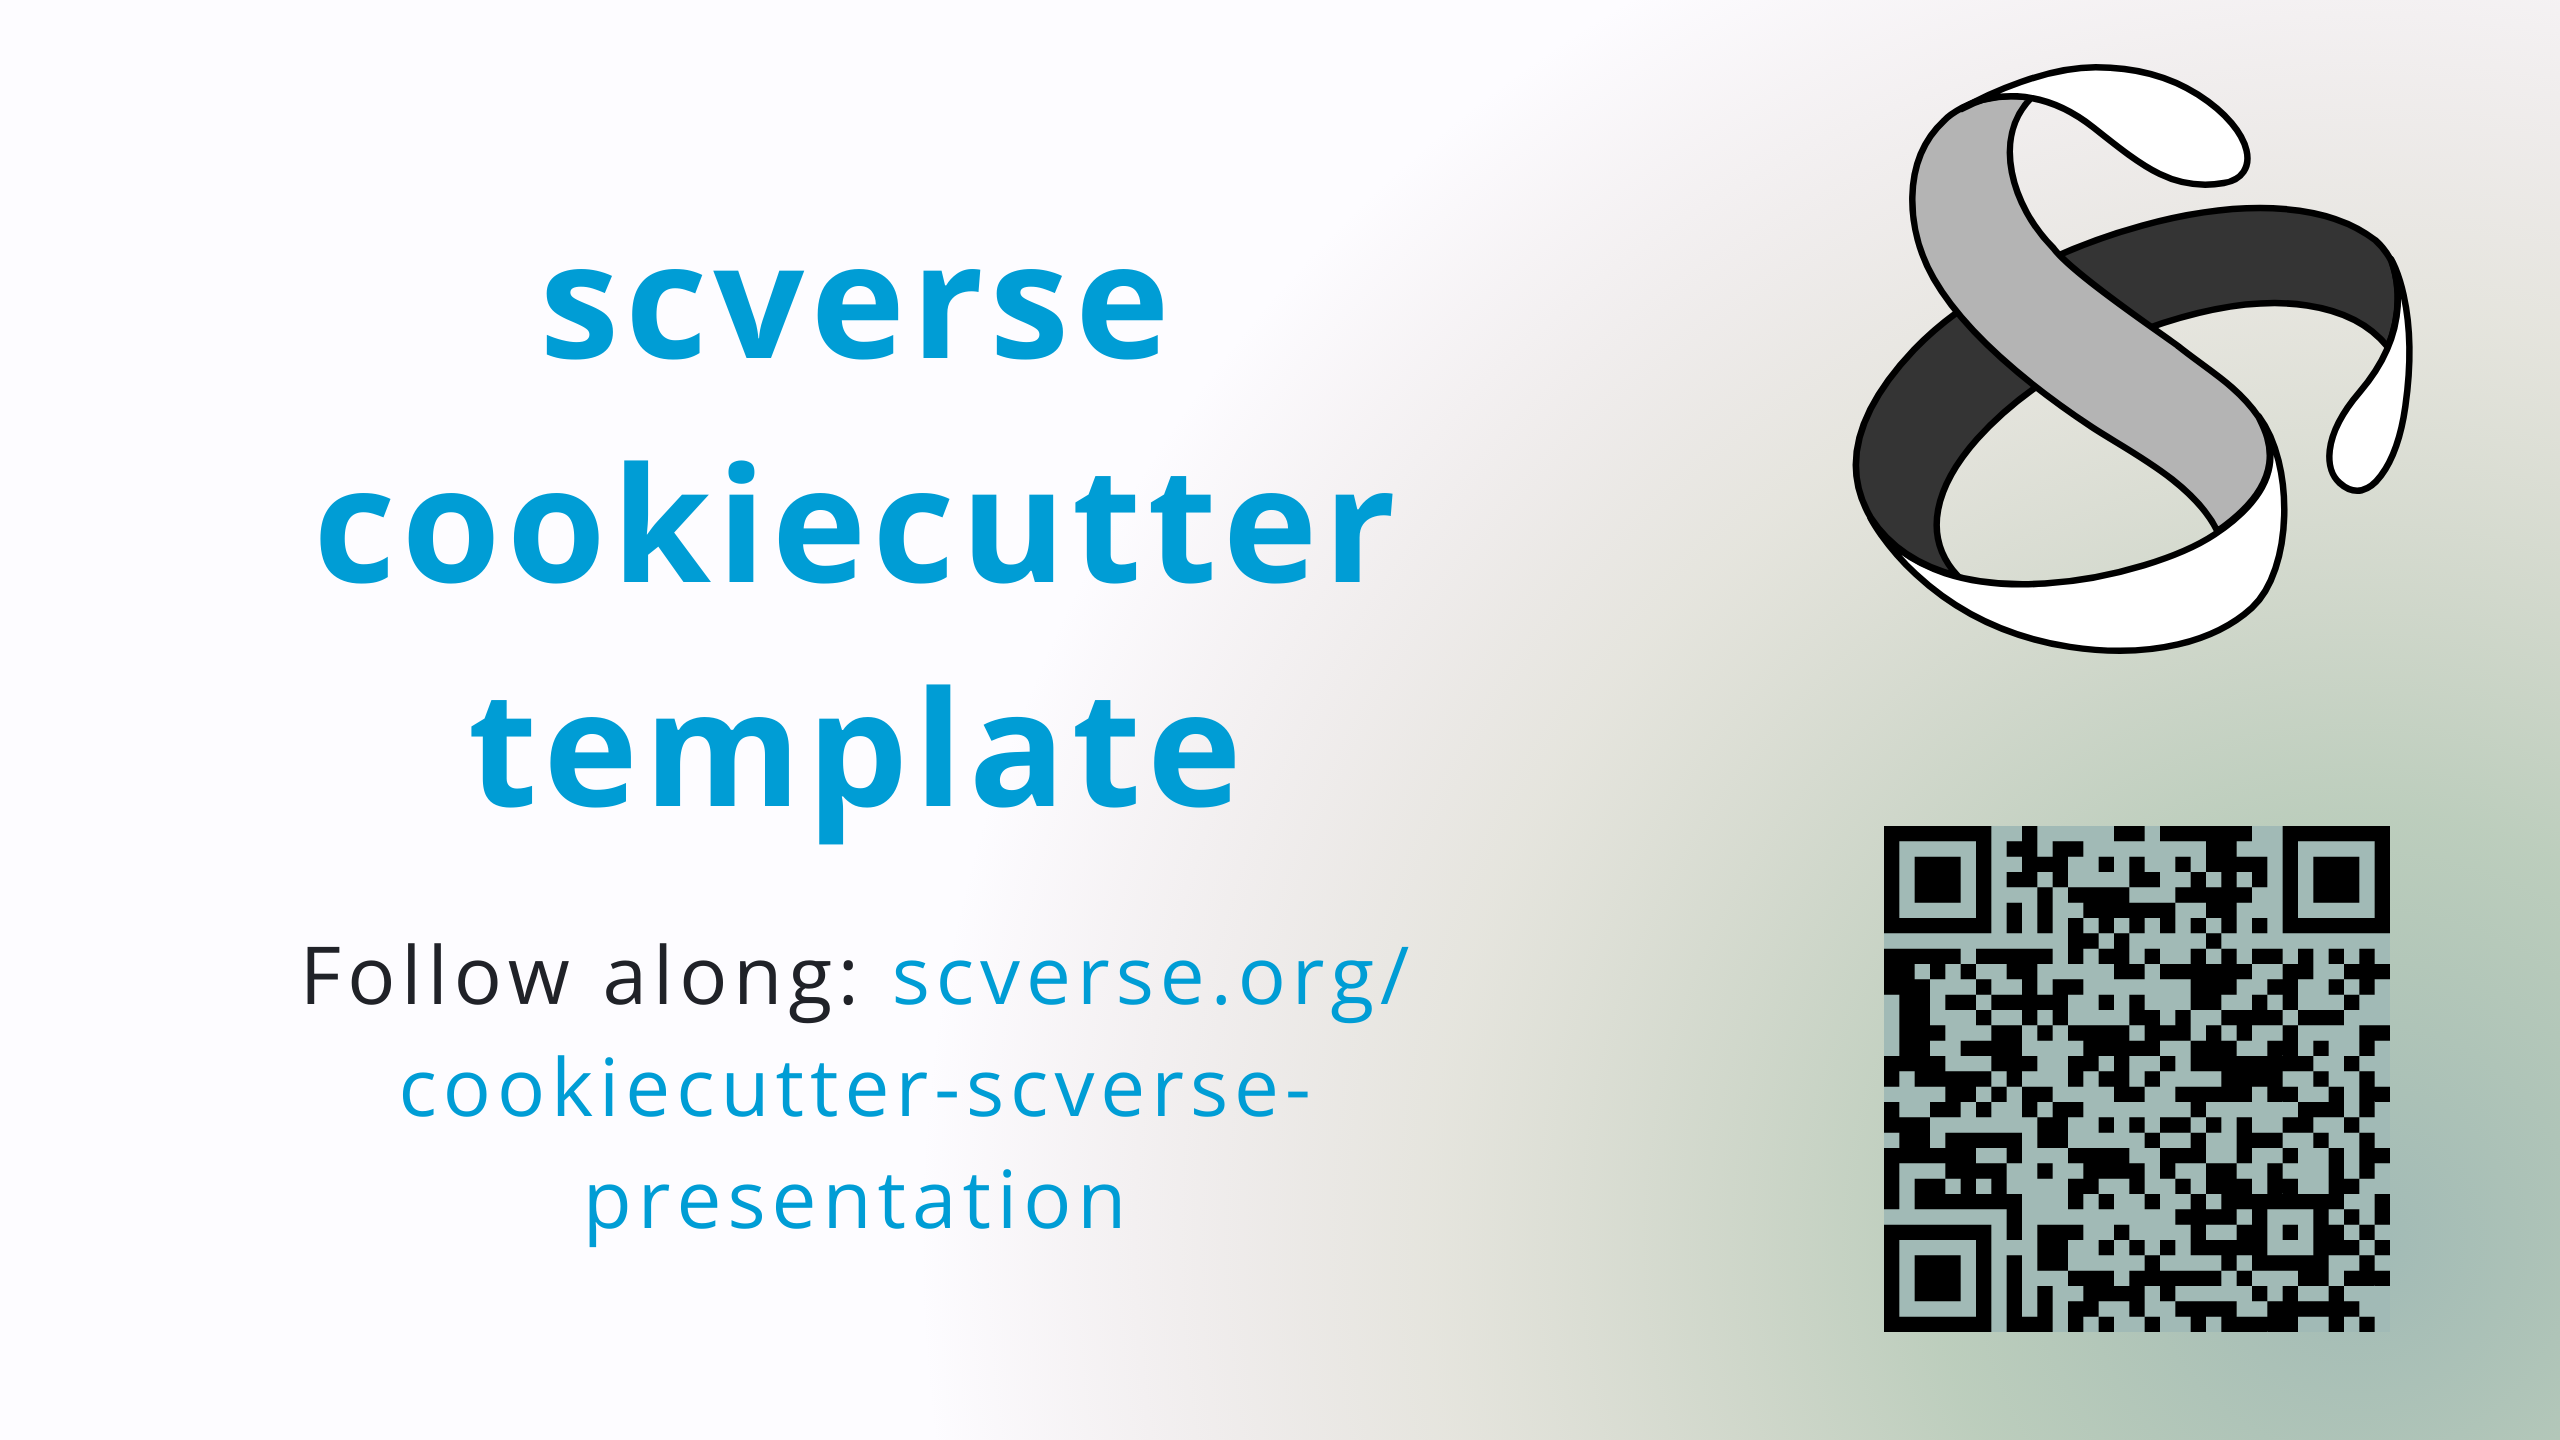 scverse
cookiecutter
template
Follow along: scverse.org/
cookiecutter-scverse-
presentation